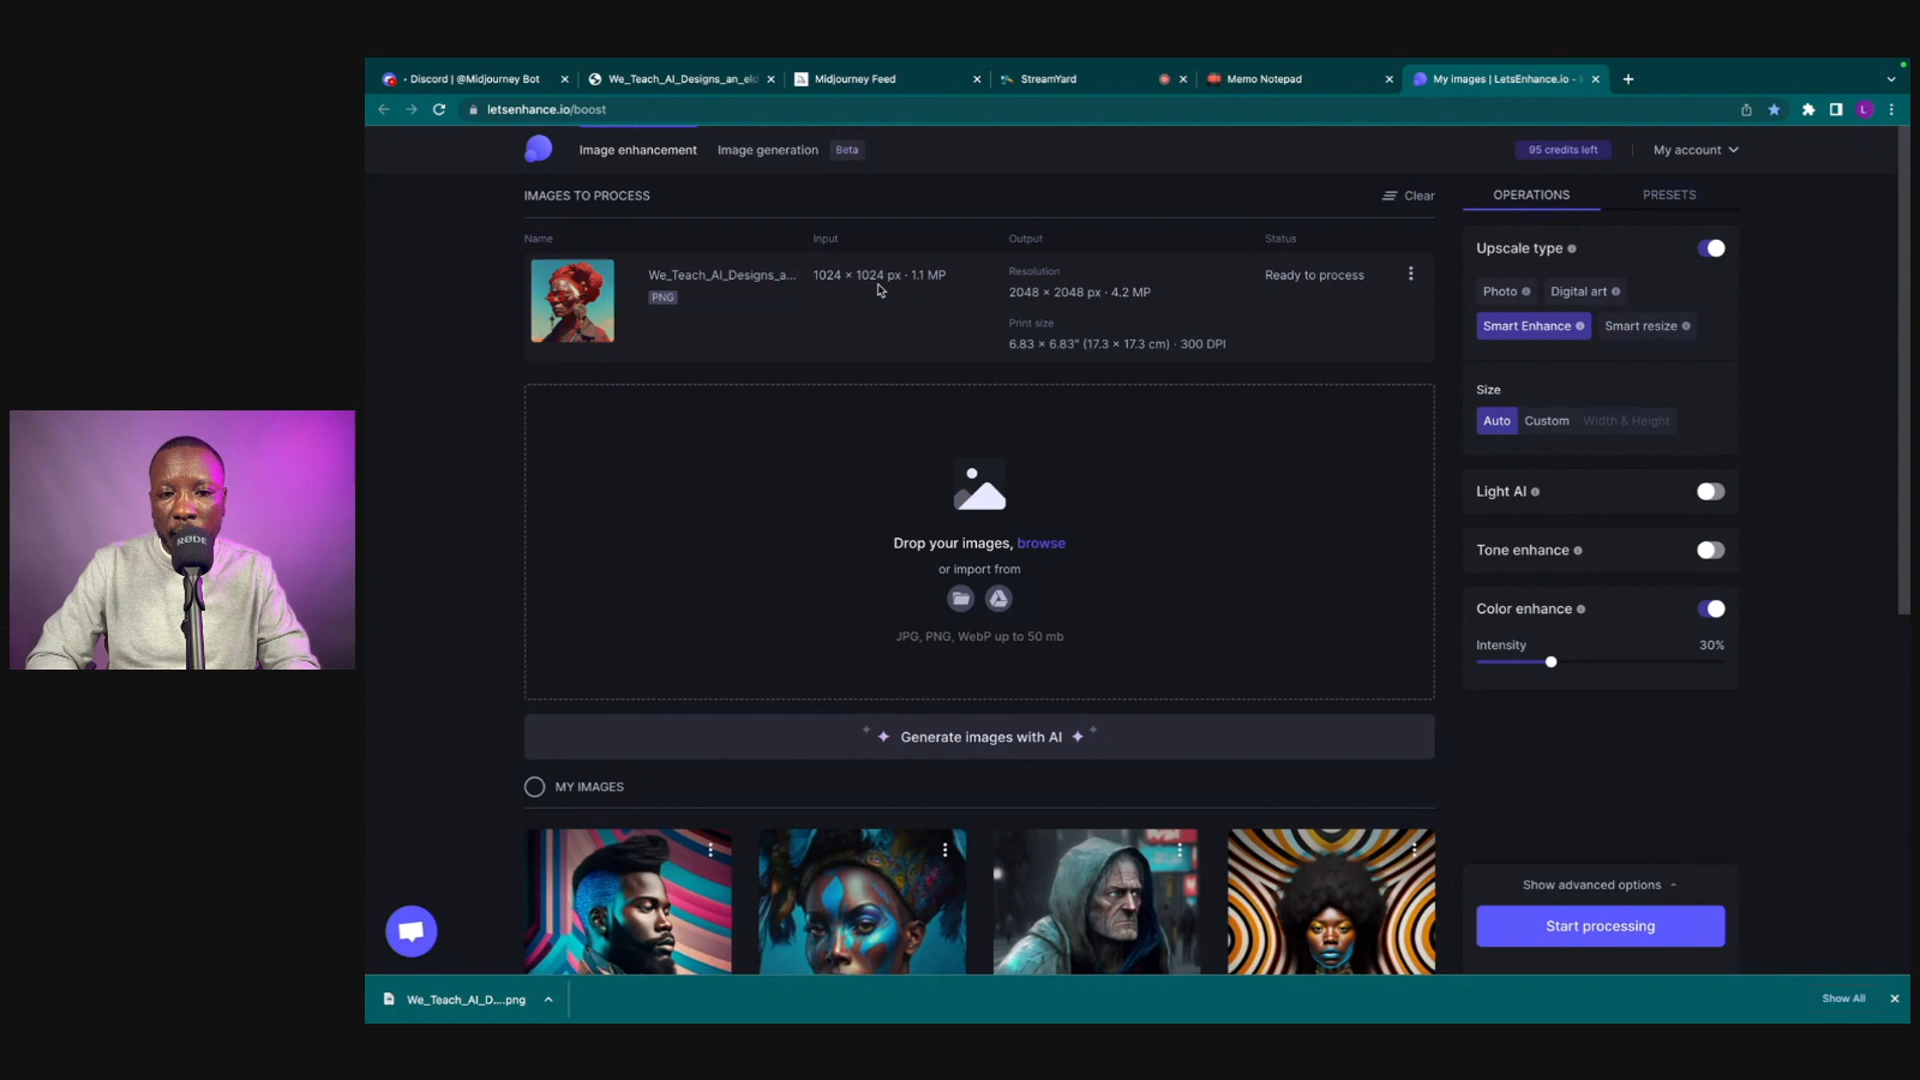 • Discord | @Midjourney Bot
We_Teach_AI_Designs_an_eld
Midjourney Feed
StreamYard
Memo Notepad
My images | LetsEnhance.io -
letsenhance.io/boost
L
Image enhancement
Image generation
Beta
95 credits left
My account
IMAGES TO PROCESS
Clear
OPERATIONS
PRESETS
Name
Input
Output
Status
We_Teach_AI_Designs_a...
PNG
1024 × 1024 px · 1.1 MP
Resolution
2048 × 2048 px · 4.2 MP
Print size
6.83 × 6.83" (17.3 × 17.3 cm) · 300 DPI
Ready to process
Upscale type
Photo
Digital art
Smart Enhance
Smart resize
Size
Auto
Custom
Width & Height
Light AI
Tone enhance
Color enhance
Intensity
30%
Drop your images, browse
or import from
JPG, PNG, WebP up to 50 mb
Generate images with AI
MY IMAGES
Show advanced options
Start processing
RØDE
We_Teach_AI_D....png
Show All